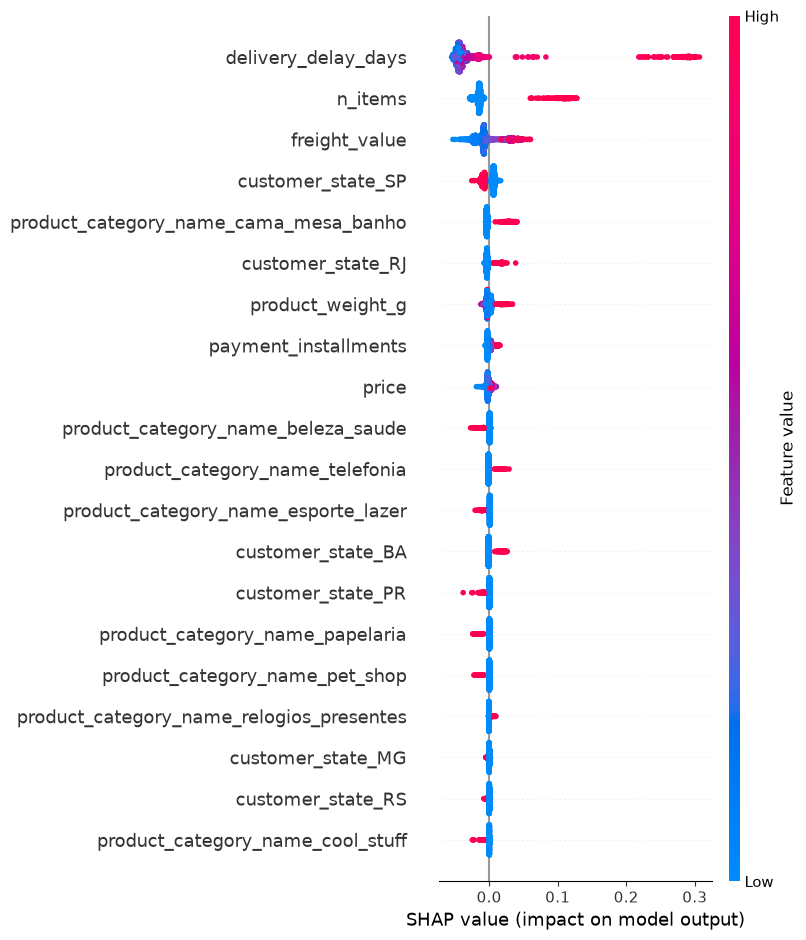 High
delivery_delay_days
n_items
freight_value
customer_state_SP
product_category_name_cama_mesa_banho
customer_state_RJ
product_weight_g
payment_installments
price
product_category_name_beleza_saude
product_category_name_telefonia
product_category_name_esporte_lazer
customer_state_BA
customer_state_PR
product_category_name_papelaria
product_category_name_pet_shop
product_category_name_relogios_presentes
customer_state_MG
customer_state_RS
product_category_name_cool_stuff
Feature value
Low
0.0 0.1 0.2 0.3
SHAP value (impact on model output)